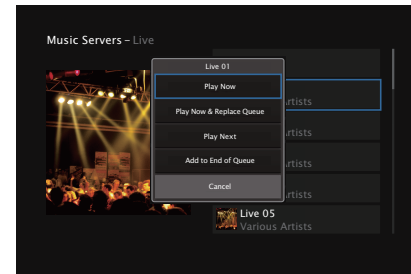 Music Servers – Live
Live 01
Play Now
Play Now & Replace Queue
Play Next
Add to End of Queue
Cancel
Artists
Artists
Artists
Artists
Live 05
Various Artists